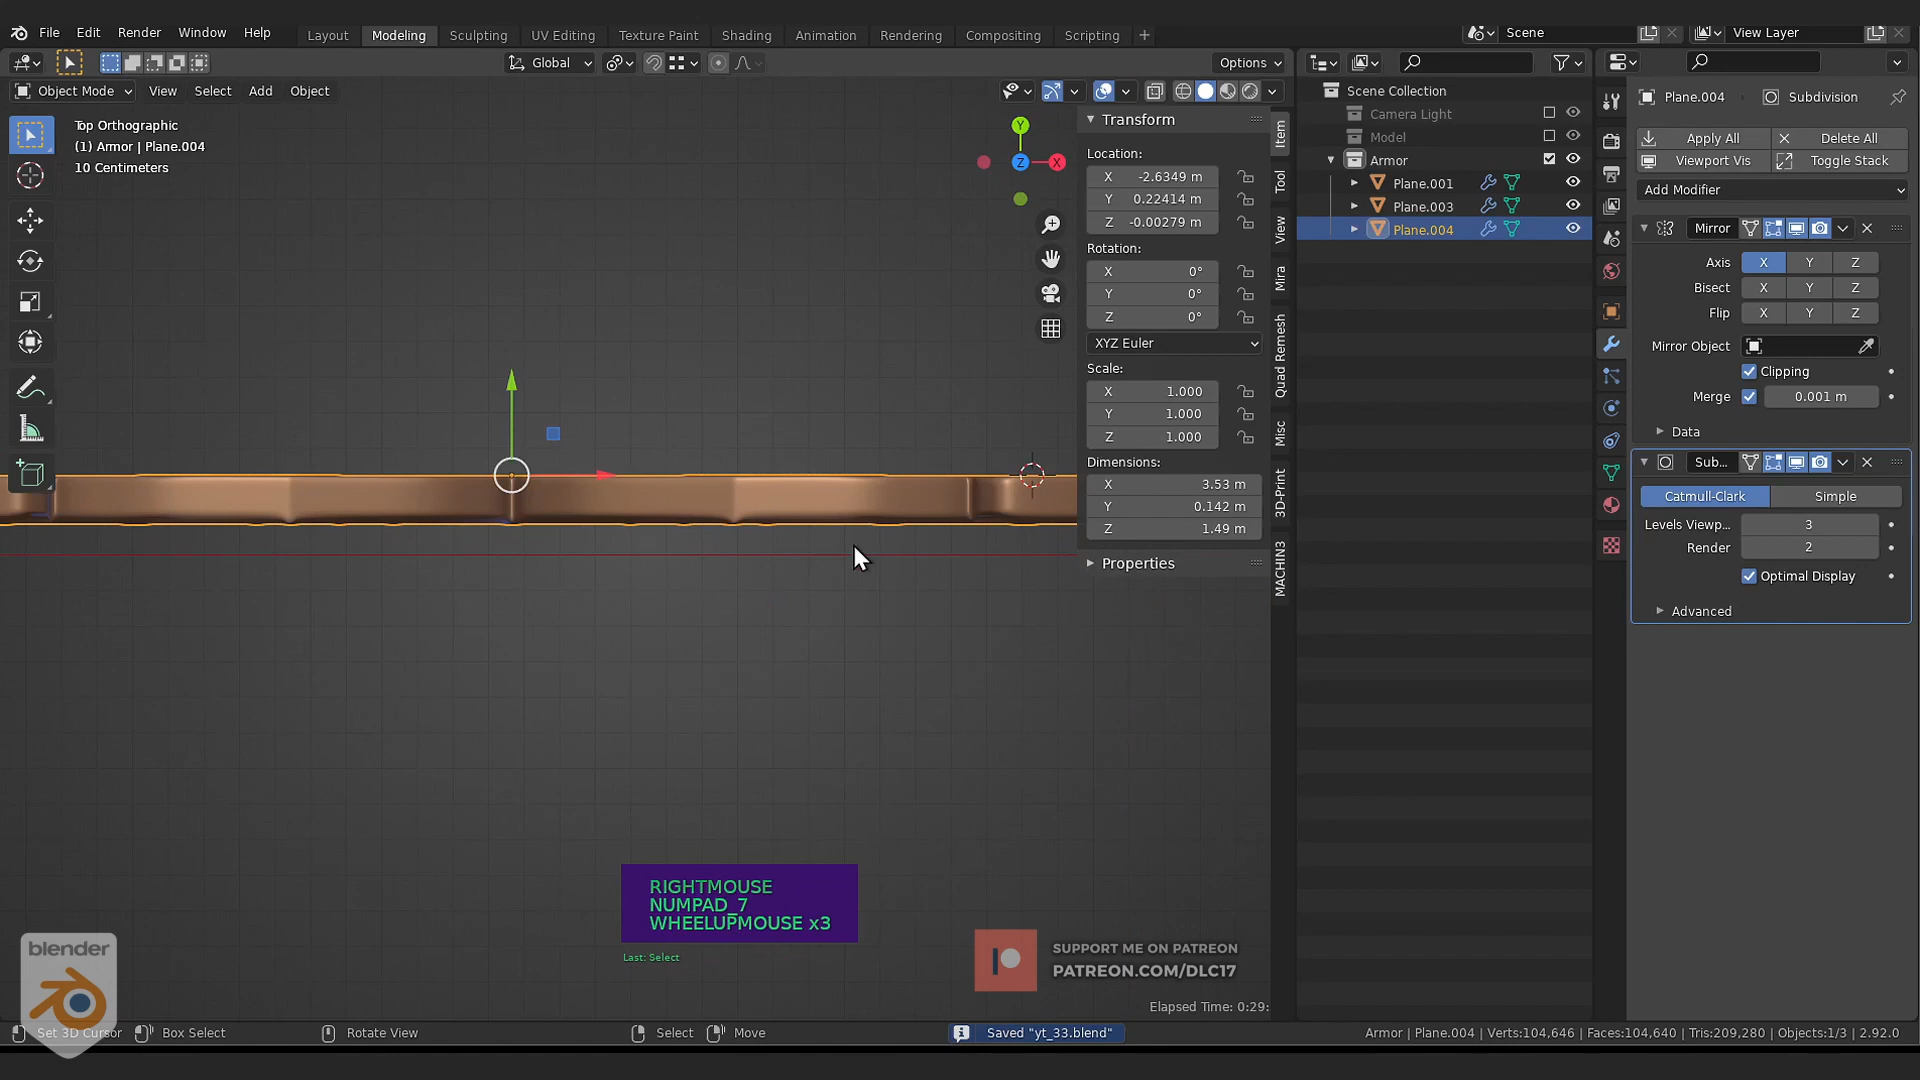 File Edit Render Window Help Layout Modeling Sculpting UV Editing Texture Paint Shading Animation Rendering Compositing Scripting + Scene View Layer
Global Options
Object Mode View Select Add Object
Top Orthographic
(1) Armor | Plane.004
10 Centimeters
Y
Z
X
Transform
Location:
X -2.6349 m
Y 0.22414 m
Z -0.00279 m
Rotation:
X 0°
Y 0°
Z 0°
XYZ Euler
Scale:
X 1.000
Y 1.000
Z 1.000
Dimensions:
X 3.53 m
Y 0.142 m
Z 1.49 m
Properties
Item
Tool
View
Mira
Quad Remesh
Misc
3D-Print
MACHIN3
Scene Collection
Camera Light
Model
Armor
Plane.001
Plane.003
Plane.004
Plane.004 Subdivision
Apply All Delete All
Viewport Vis Toggle Stack
Add Modifier
Mirror
Axis X Y Z
Bisect X Y Z
Flip X Y Z
Mirror Object
Clipping
Merge 0.001 m
Data
Sub...
Catmull-Clark Simple
Levels Viewp... 3
Render 2
Optimal Display
Advanced
RIGHTMOUSE
NUMPAD_7
WHEELUPMOUSE x3
Last: Select
blender
SUPPORT ME ON PATREON
PATREON.COM/DLC17
Elapsed Time: 0:29:
Set 3D Cursor Box Select Rotate View Select Move Saved "yt_33.blend" Armor | Plane.004 | Verts:104,646 | Faces:104,640 | Tris:209,280 | Objects:1/3 | 2.92.0